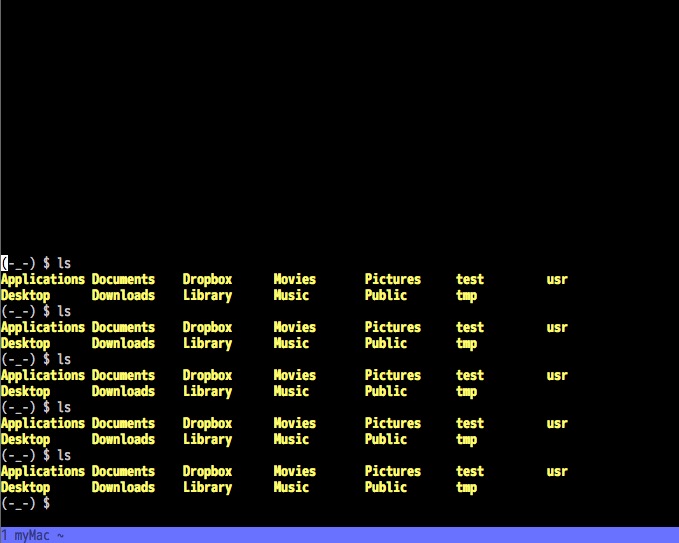 (-_-) $ ls
Applications Documents Dropbox Movies Pictures test usr
Desktop Downloads Library Music Public tmp
(-_-) $ ls
Applications Documents Dropbox Movies Pictures test usr
Desktop Downloads Library Music Public tmp
(-_-) $ ls
Applications Documents Dropbox Movies Pictures test usr
Desktop Downloads Library Music Public tmp
(-_-) $ ls
Applications Documents Dropbox Movies Pictures test usr
Desktop Downloads Library Music Public tmp
(-_-) $ ls
Applications Documents Dropbox Movies Pictures test usr
Desktop Downloads Library Music Public tmp
(-_-) $
1 myMac ~